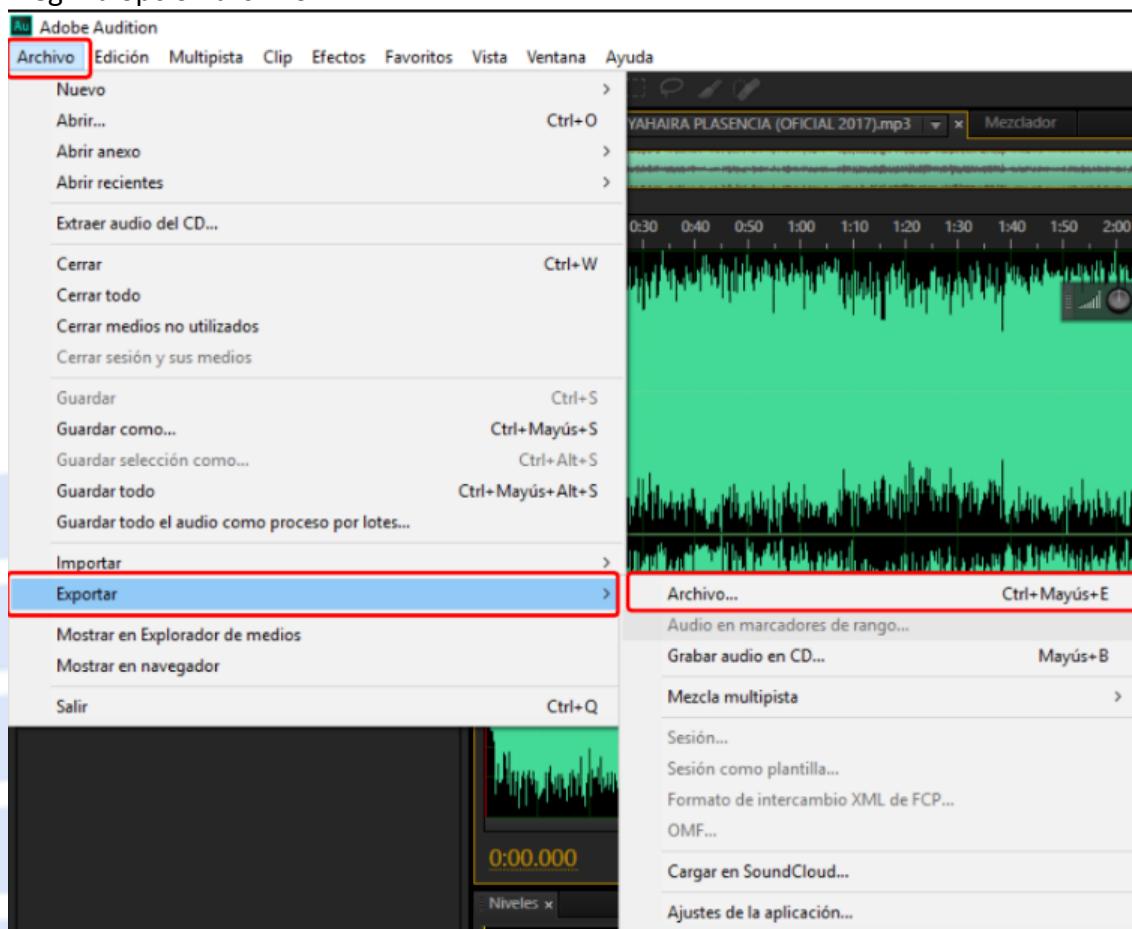 Au Adobe Audition
Archivo Edición Multipista Clip Efectos Favoritos Vista Ventana Ayuda
Nuevo >
Abrir... Ctrl+O
Abrir anexo >
Abrir recientes >
Extraer audio del CD...
Cerrar Ctrl+W
Cerrar todo
Cerrar medios no utilizados
Cerrar sesión y sus medios
Guardar Ctrl+S
Guardar como... Ctrl+Mayús+S
Guardar selección como... Ctrl+Alt+S
Guardar todo Ctrl+Mayús+Alt+S
Guardar todo el audio como proceso por lotes...
Importar >
Exportar >
Mostrar en Explorador de medios
Mostrar en navegador
Salir Ctrl+Q
YAHAIRA PLASENCIA (OFICIAL 2017).mp3 × Mezclador
0:30 0:40 0:50 1:00 1:10 1:20 1:30 1:40 1:50 2:00
Archivo... Ctrl+Mayús+E
Audio en marcadores de rango...
Grabar audio en CD... Mayús+B
Mezcla multipista >
Sesión...
Sesión como plantilla...
Formato de intercambio XML de FCP...
OMF...
Cargar en SoundCloud...
Ajustes de la aplicación...
0:00.000
Niveles ×